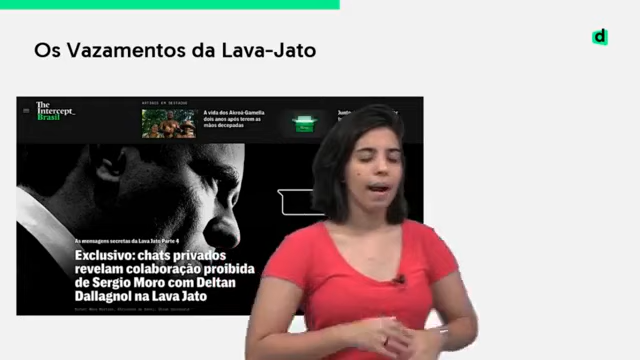 Os Vazamentos da Lava-Jato
d
The
Intercept_
Brasil
A vida dos Akroá-Gamella
dois anos após terem as
mãos decepadas
As mensagens secretas da Lava Jato Parte 4
Exclusivo: chats privados
revelam colaboração proibida
de Sergio Moro com Deltan
Dallagnol na Lava Jato